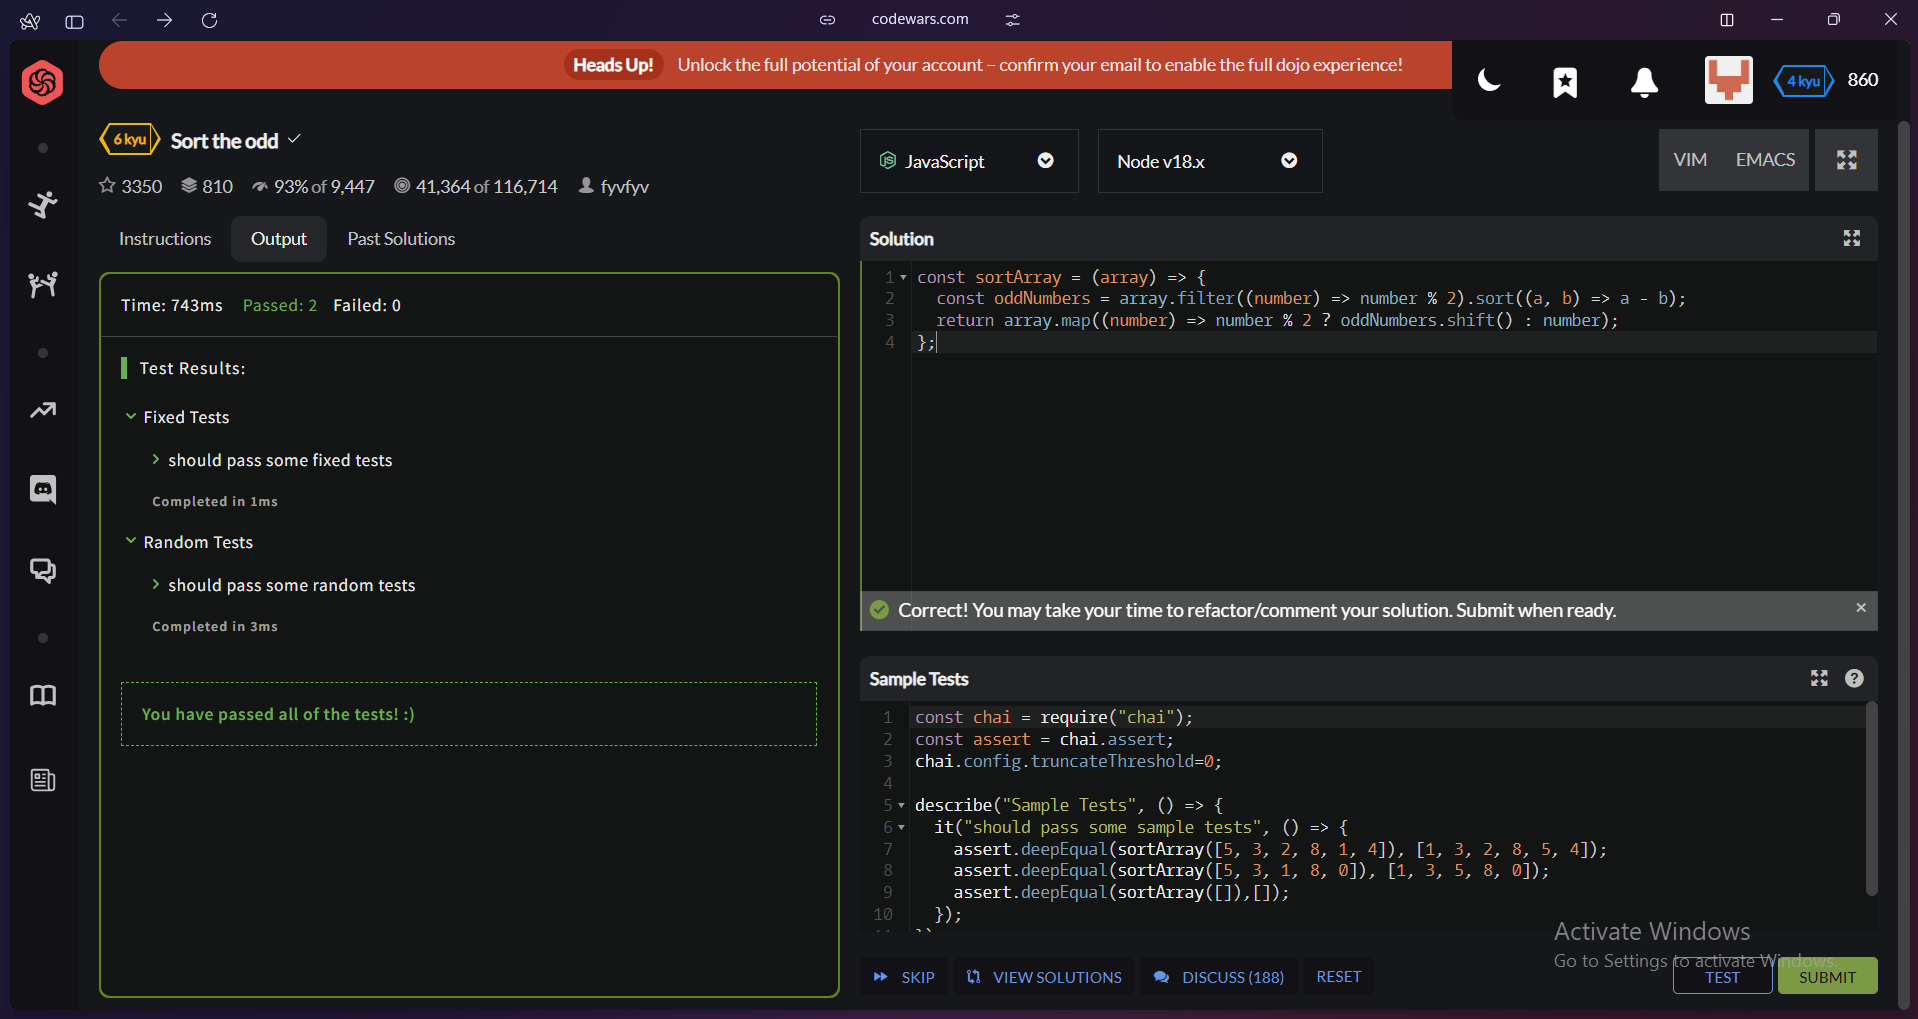 codewars.com
Heads Up! Unlock the full potential of your account – confirm your email to enable the full dojo experience!
4 kyu 860
6 kyu Sort the odd
3350 810 93% of 9,447 41,364 of 116,714 fyvfyv
JavaScript
Node v18.x
VIM EMACS
Instructions Output Past Solutions
Time: 743ms Passed: 2 Failed: 0
Test Results:
Fixed Tests
should pass some fixed tests
Completed in 1ms
Random Tests
should pass some random tests
Completed in 3ms
You have passed all of the tests! :)
Solution
1 const sortArray = (array) => {
2 const oddNumbers = array.filter((number) => number % 2).sort((a, b) => a - b);
3 return array.map((number) => number % 2 ? oddNumbers.shift() : number);
4 };
Correct! You may take your time to refactor/comment your solution. Submit when ready.
Sample Tests
1 const chai = require("chai");
2 const assert = chai.assert;
3 chai.config.truncateThreshold=0;
4
5 describe("Sample Tests", () => {
6 it("should pass some sample tests", () => {
7 assert.deepEqual(sortArray([5, 3, 2, 8, 1, 4]), [1, 3, 2, 8, 5, 4]);
8 assert.deepEqual(sortArray([5, 3, 1, 8, 0]), [1, 3, 5, 8, 0]);
9 assert.deepEqual(sortArray([]),[]);
10 });
SKIP VIEW SOLUTIONS DISCUSS (188) RESET
TEST SUBMIT
Activate Windows
Go to Settings to activate Windows.